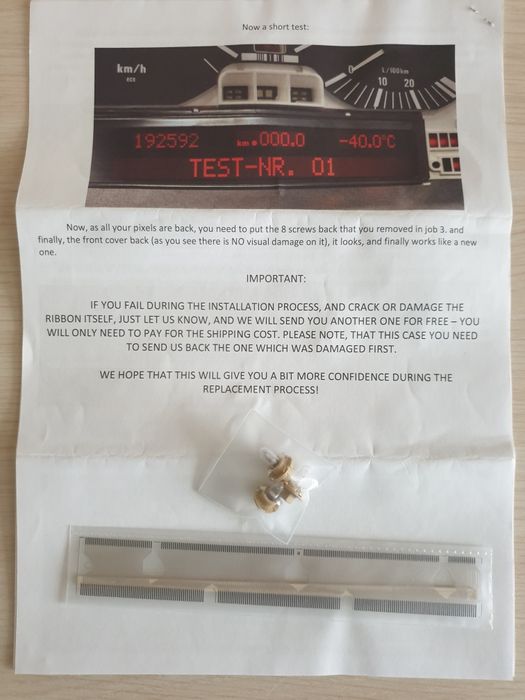 Now a short test:
km/h
eco
L/100km
0
10 20
192592 km ● 000.0 -40.0°C
TEST-NR. 01
Now, as all your pixels are back, you need to put the 8 screws back that you removed in job 3. and
finally, the front cover back (as you see there is NO visual damage on it), it looks, and finally works like a new
one.
IMPORTANT:
IF YOU FAIL DURING THE INSTALLATION PROCESS, AND CRACK OR DAMAGE THE
RIBBON ITSELF, JUST LET US KNOW, AND WE WILL SEND YOU ANOTHER ONE FOR FREE – YOU
WILL ONLY NEED TO PAY FOR THE SHIPPING COST. PLEASE NOTE, THAT THIS CASE YOU NEED
TO SEND US BACK THE ONE WHICH WAS DAMAGED FIRST.
WE HOPE THAT THIS WILL GIVE YOU A BIT MORE CONFIDENCE DURING THE
REPLACEMENT PROCESS!